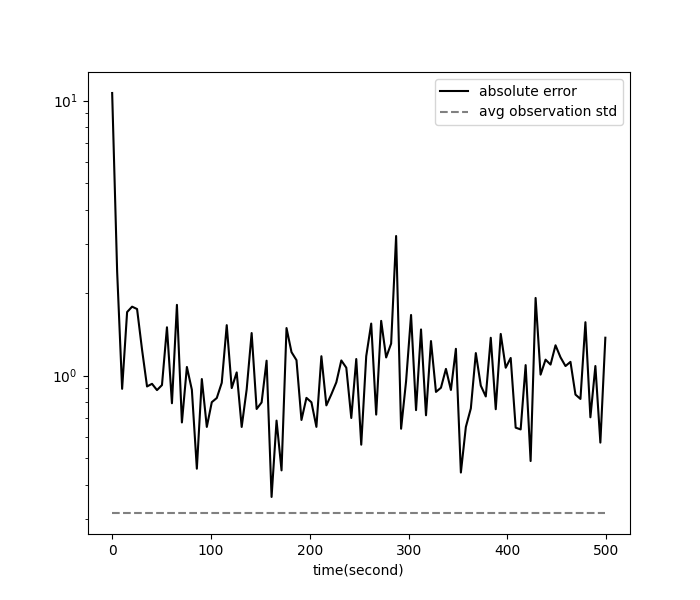 absolute error
avg observation std
10¹
10⁰
0 100 200 300 400 500
time(second)